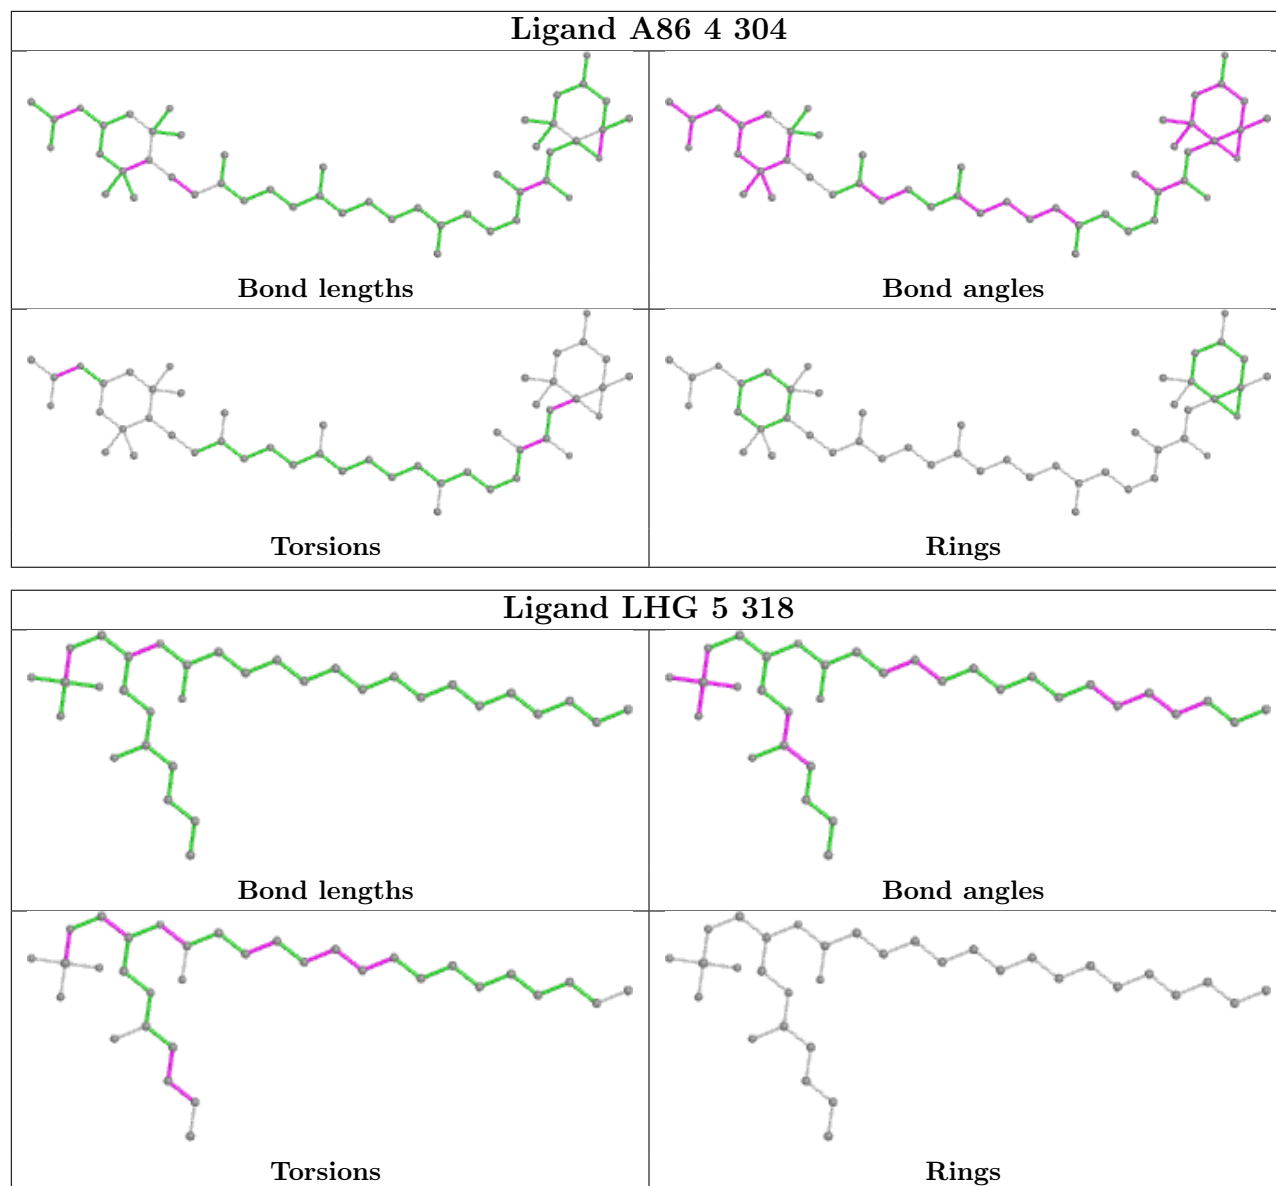 Ligand A86 4 304
Bond lengths
Bond angles
Torsions
Rings
Ligand LHG 5 318
Bond lengths
Bond angles
Torsions
Rings